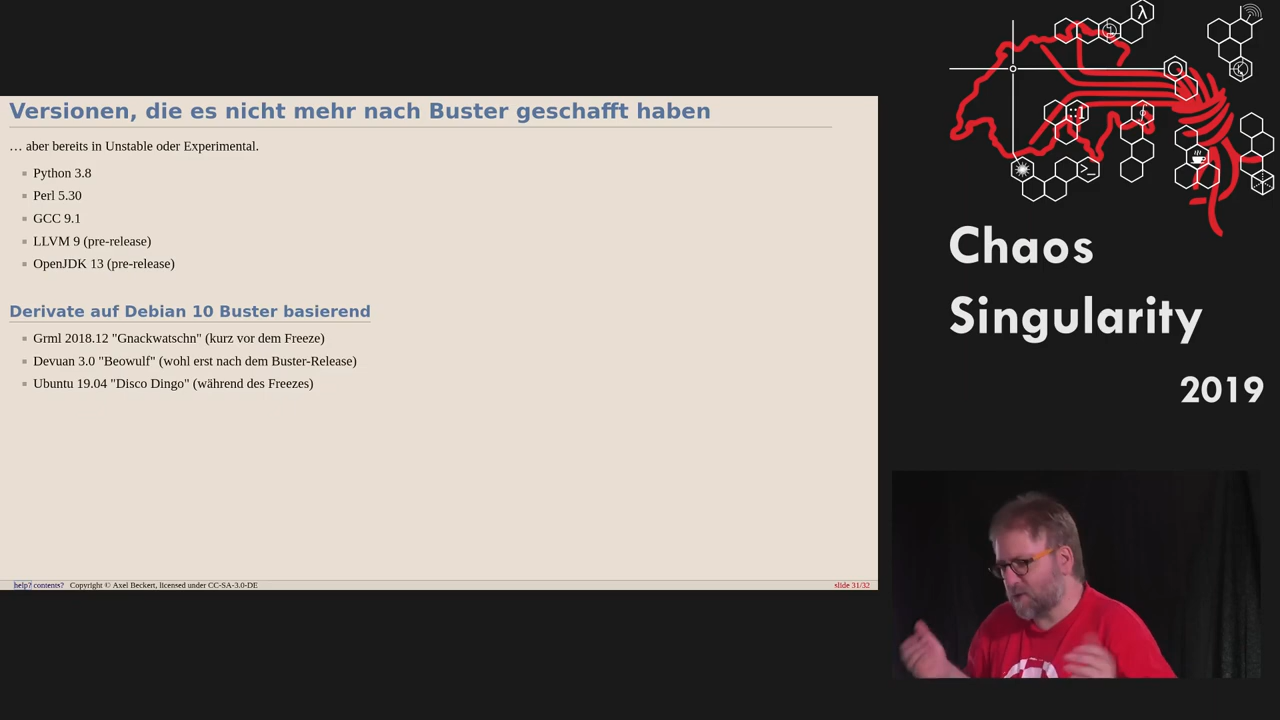 Versionen, die es nicht mehr nach Buster geschafft haben
… aber bereits in Unstable oder Experimental.
Python 3.8
Perl 5.30
GCC 9.1
LLVM 9 (pre-release)
OpenJDK 13 (pre-release)
Derivate auf Debian 10 Buster basierend
Grml 2018.12 "Gnackwatschn" (kurz vor dem Freeze)
Devuan 3.0 "Beowulf" (wohl erst nach dem Buster-Release)
Ubuntu 19.04 "Disco Dingo" (während des Freezes)
help? contents? Copyright © Axel Beckert, licensed under CC-SA-3.0-DE
slide 31/32
λ
>_
Chaos
Singularity
2019